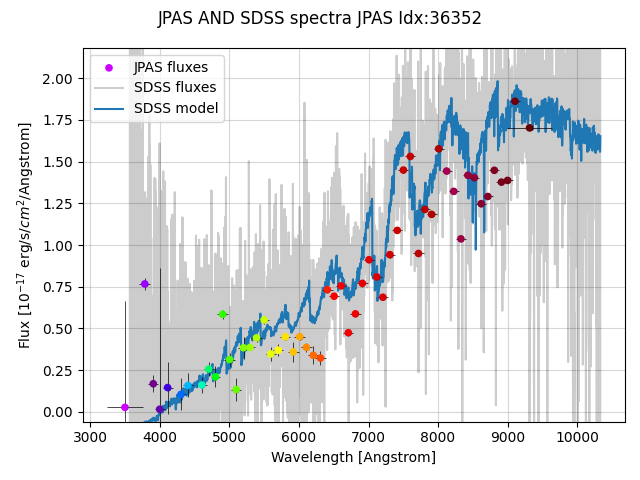 JPAS AND SDSS spectra JPAS Idx:36352
JPAS fluxes
SDSS fluxes
SDSS model
Flux [10⁻¹⁷ erg/s/cm²/Angstrom]
2.00
1.75
1.50
1.25
1.00
0.75
0.50
0.25
0.00
3000 4000 5000 6000 7000 8000 9000 10000
Wavelength [Angstrom]